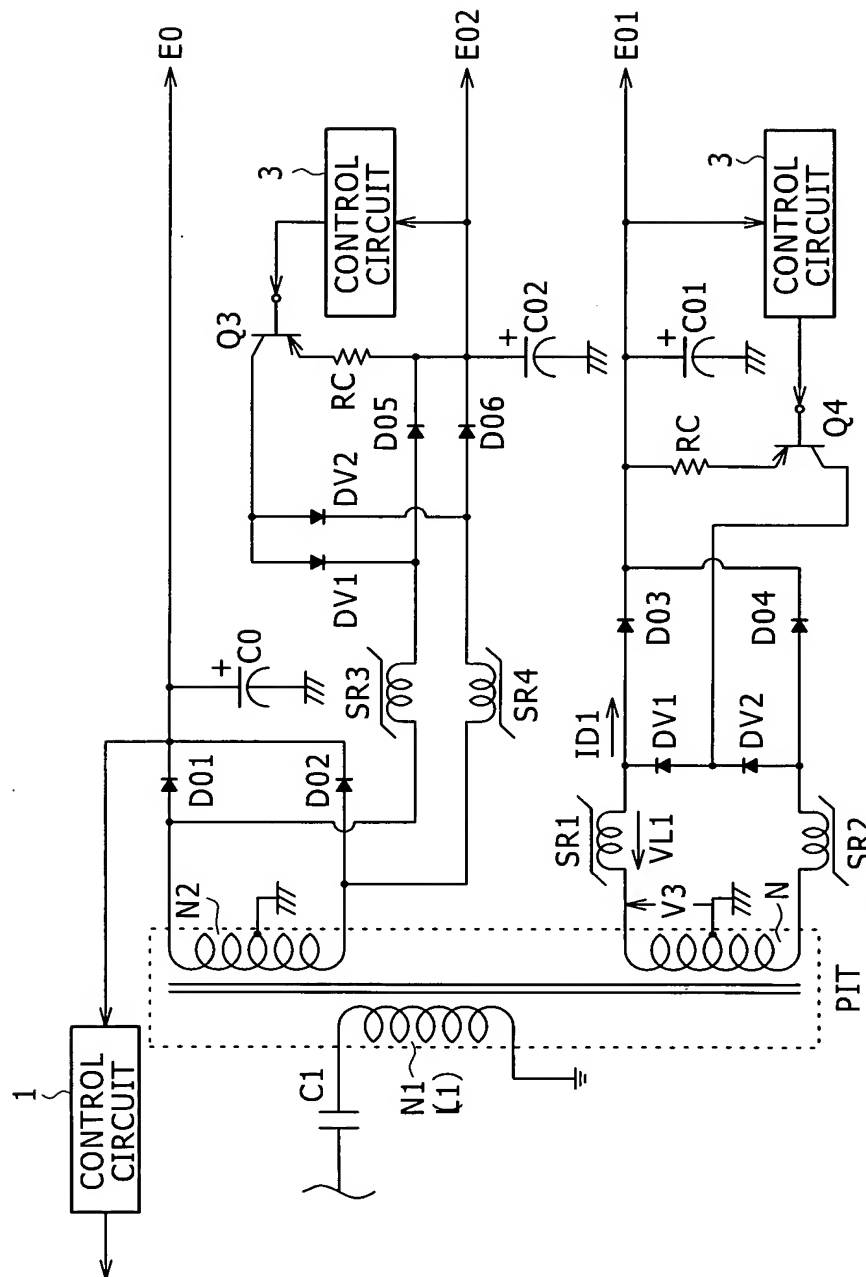 E0
E02
E01
3
CONTROL
CIRCUIT
3
CONTROL
CIRCUIT
Q3
RC
+
C02
+
C01
RC
Q4
D05
D06
DV2
DV1
+
C0
SR3
SR4
D03
D04
ID1
DV1
DV2
D01
D02
SR1
VL1
SR2
N2
V3
N
PIT
1
CONTROL
CIRCUIT
C1
N1
(L1)